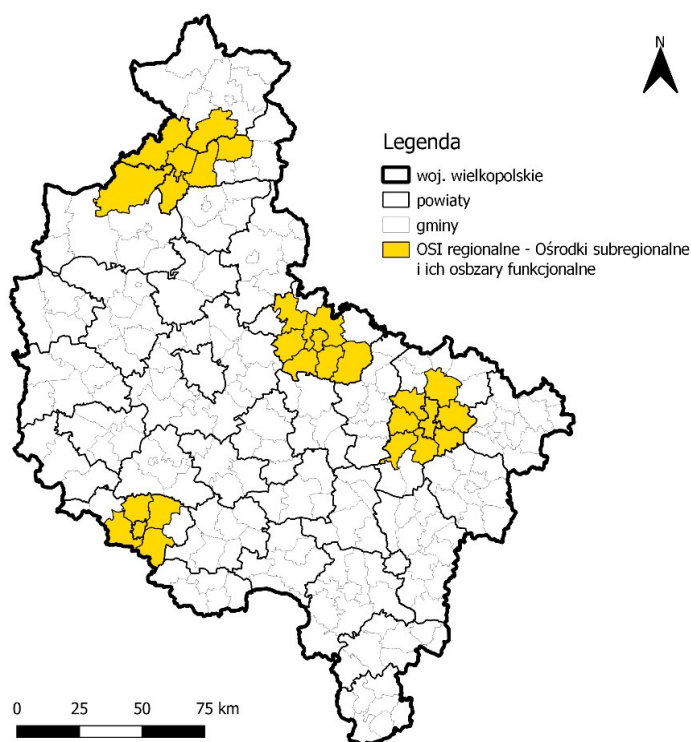 N
Legenda
woj. wielkopolskie
powiaty
gminy
OSI regionalne - Ośrodki subregionalne
i ich osbzary funkcjonalne
0 25 50 75 km